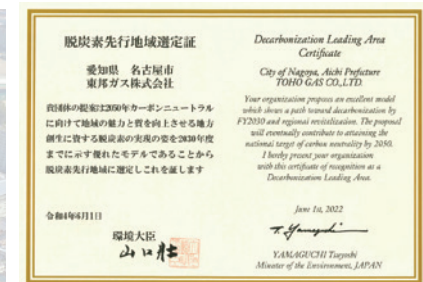 脱炭素先行地域選定証
愛知県 名古屋市
東邦ガス株式会社
貴団体の提案は2050年カーボンニュートラル
に向けて地域の魅力と質を向上させる地方
創生に資する脱炭素の実現の姿を2030年度
までに示す優れたモデルであることから
脱炭素先行地域に選定しこれを証します
令和4年6月1日
環境大臣
山口壯
Decarbonization Leading Area
Certificate
City of Nagoya, Aichi Prefecture
TOHO GAS CO.,LTD.
Your organization proposes an excellent model
which shows a path toward decarbonization by
FY2030 and regional revitalization. The proposal
will eventually contribute to attaining the
national target of carbon neutrality by 2050.
I hereby present your organization
with this certificate of recognition as a
Decarbonization Leading Area.
June 1st, 2022
T. Yamaguchi
YAMAGUCHI Tsuyoshi
Minister of the Environment, JAPAN